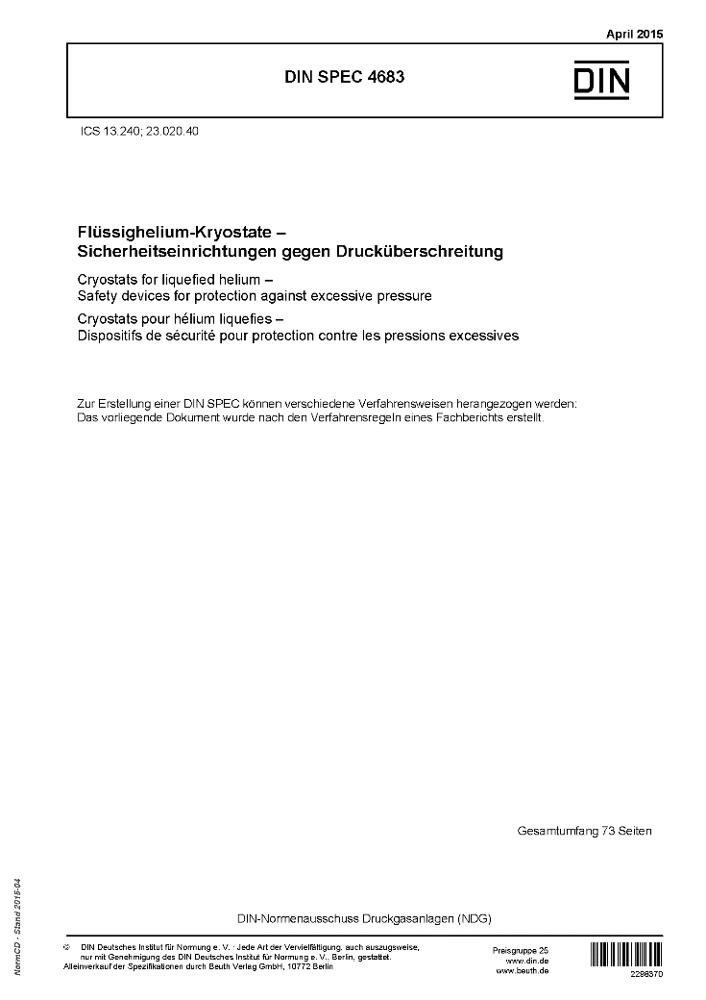 April 2015
DIN SPEC 4683
DIN
ICS 13.240; 23.020.40
Flüssighelium-Kryostate –
Sicherheitseinrichtungen gegen Drucküberschreitung
Cryostats for liquefied helium –
Safety devices for protection against excessive pressure
Cryostats pour hélium liquefies –
Dispositifs de sécurité pour protection contre les pressions excessives
Zur Erstellung einer DIN SPEC können verschiedene Verfahrensweisen herangezogen werden:
Das vorliegende Dokument wurde nach den Verfahrensregeln eines Fachberichts erstellt.
Gesamtumfang 73 Seiten
NormCD - Stand 2015-04
DIN-Normenausschuss Druckgasanlagen (NDG)
© DIN Deutsches Institut für Normung e. V. · Jede Art der Vervielfältigung, auch auszugsweise,
nur mit Genehmigung des DIN Deutsches Institut für Normung e. V., Berlin, gestattet.
Alleinverkauf der Spezifikationen durch Beuth Verlag GmbH, 10772 Berlin
Preisgruppe 25
www.din.de
www.beuth.de
2298370